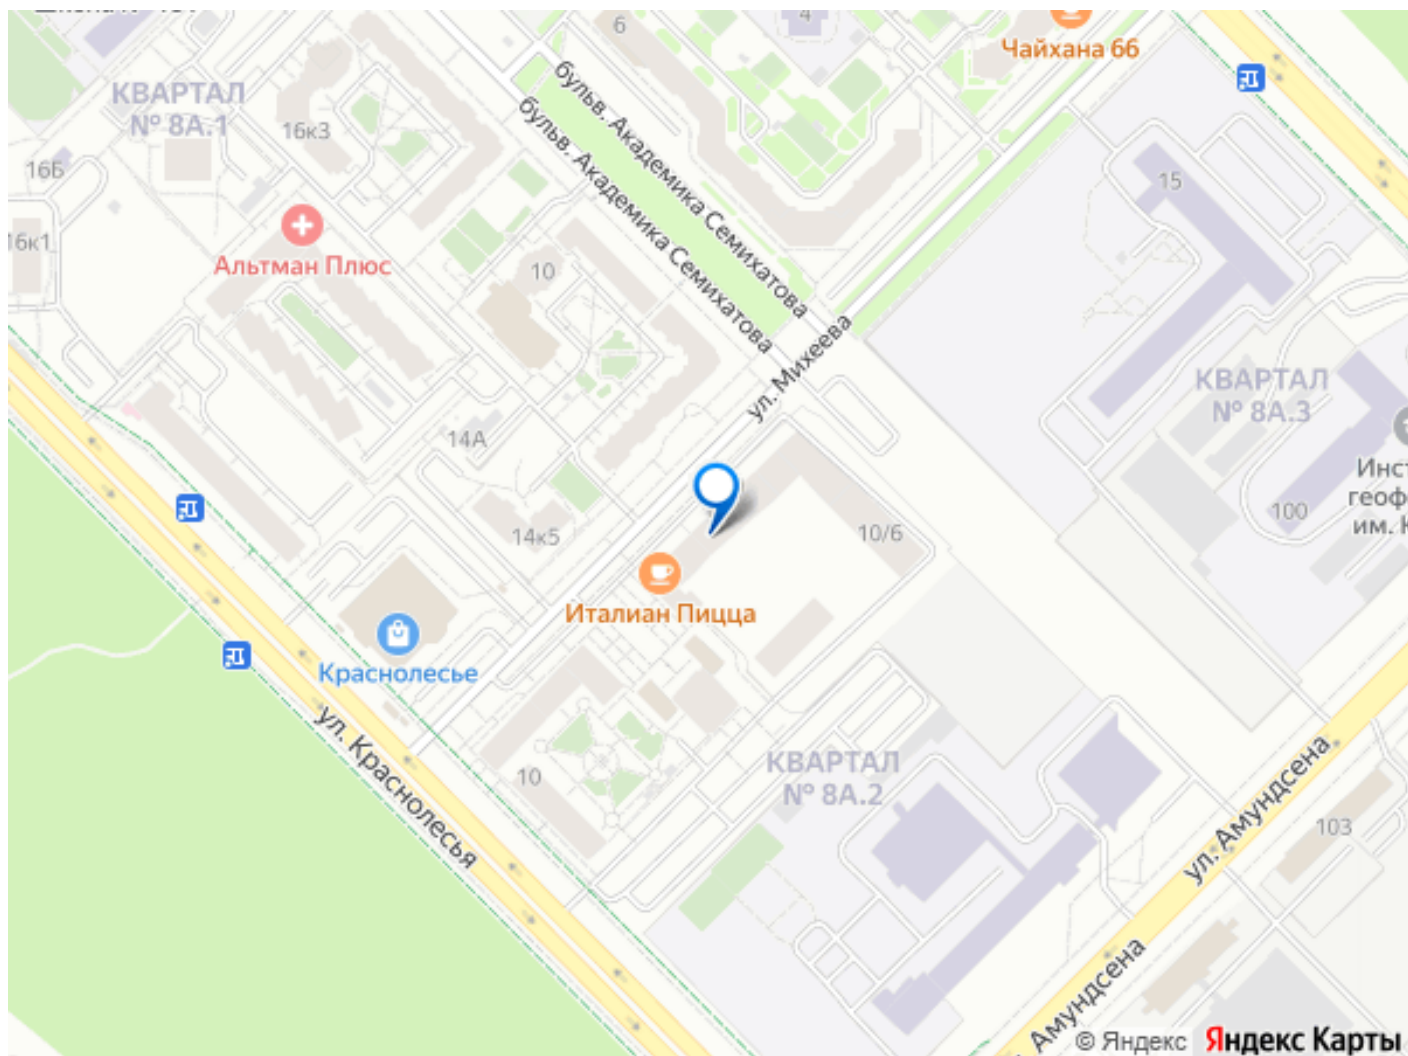 6
4
Чайхана 66
КВАРТАЛ
№ 8А.1
16к3
бульв. Академика Семихатова
бульв. Академика Семихатова
16Б
15
16к1
Альтман Плюс
10
ул. Михеева
КВАРТАЛ
№ 8А.3
14А
100
14к5
10/6
Италиан Пицца
Краснолесье
ул. Краснолесья
КВАРТАЛ
№ 8А.2
10
ул. Амундсена
103
Амундсена
© Яндекс Яндекс Карты